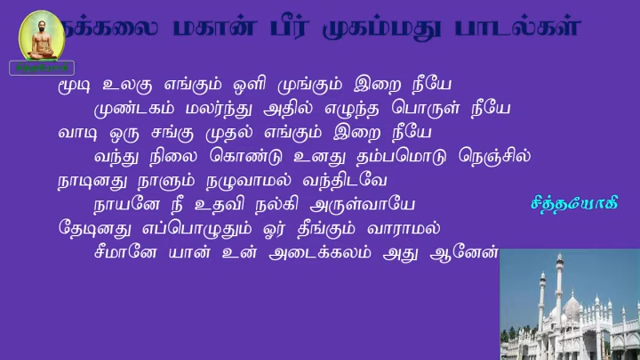 தக்கலை மகான் பீர் முகம்மது பாடல்கள்
மூடி உலகு எங்கும் ஒளி முங்கும் இறை நீயே
முண்டகம் மலர்ந்து அதில் எழுந்த பொருள் நீயே
வாடி ஒரு சங்கு முதல் எங்கும் இறை நீயே
வந்து நிலை கொண்டு உனது தம்பமொடு நெஞ்சில்
நாடினது நாளும் நழுவாமல் வந்திடவே
நாயனே நீ உதவி நல்கி அருள்வாயே
சித்தயோகி
தேடினது எப்பொழுதும் ஓர் தீங்கும் வாராமல்
சீமானே யான் உன் அடைக்கலம் அது ஆனேன்